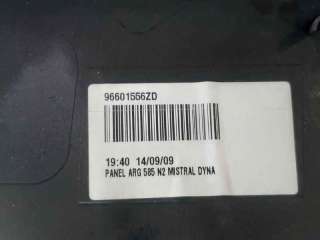 96601556ZD
19:40 14/09/09
PANEL ARG 585 N2 MISTRAL DYNA